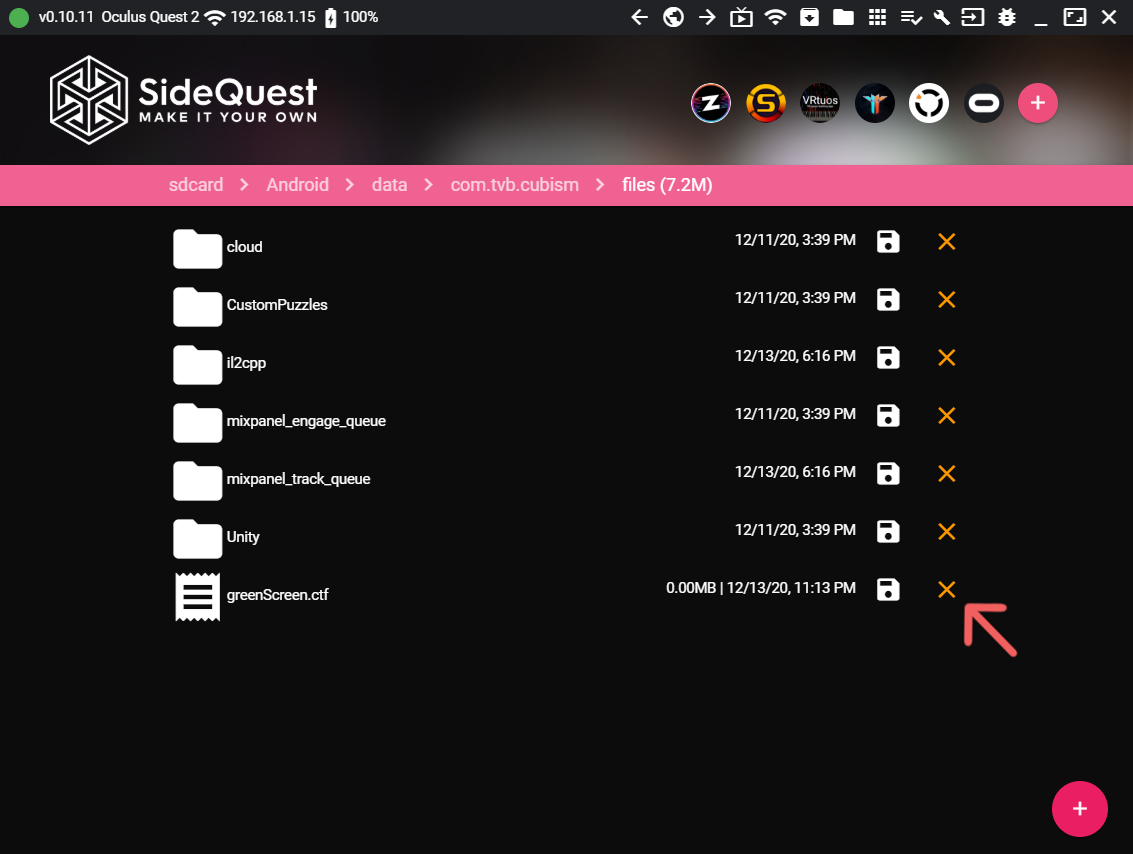 v0.10.11 Oculus Quest 2 192.168.1.15 100%
SideQuest
MAKE IT YOUR OWN
Z S VRtuos
sdcard Android data com.tvb.cubism files (7.2M)
cloud 12/11/20, 3:39 PM
CustomPuzzles 12/11/20, 3:39 PM
il2cpp 12/13/20, 6:16 PM
mixpanel_engage_queue 12/11/20, 3:39 PM
mixpanel_track_queue 12/13/20, 6:16 PM
Unity 12/11/20, 3:39 PM
greenScreen.ctf 0.00MB | 12/13/20, 11:13 PM